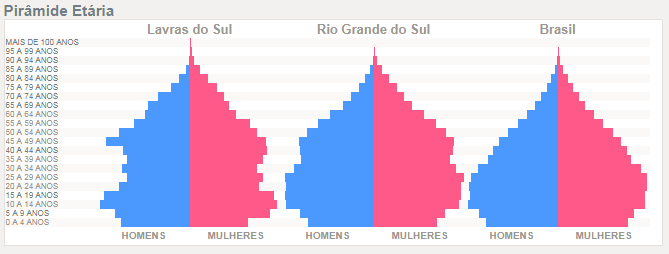 Pirâmide Etária
Lavras do Sul Rio Grande do Sul Brasil
MAIS DE 100 ANOS
95 A 99 ANOS
90 A 94 ANOS
85 A 89 ANOS
80 A 84 ANOS
75 A 79 ANOS
70 A 74 ANOS
65 A 69 ANOS
60 A 64 ANOS
55 A 59 ANOS
50 A 54 ANOS
45 A 49 ANOS
40 A 44 ANOS
35 A 39 ANOS
30 A 34 ANOS
25 A 29 ANOS
20 A 24 ANOS
15 A 19 ANOS
10 A 14 ANOS
5 A 9 ANOS
0 A 4 ANOS
HOMENS MULHERES HOMENS MULHERES HOMENS MULHERES